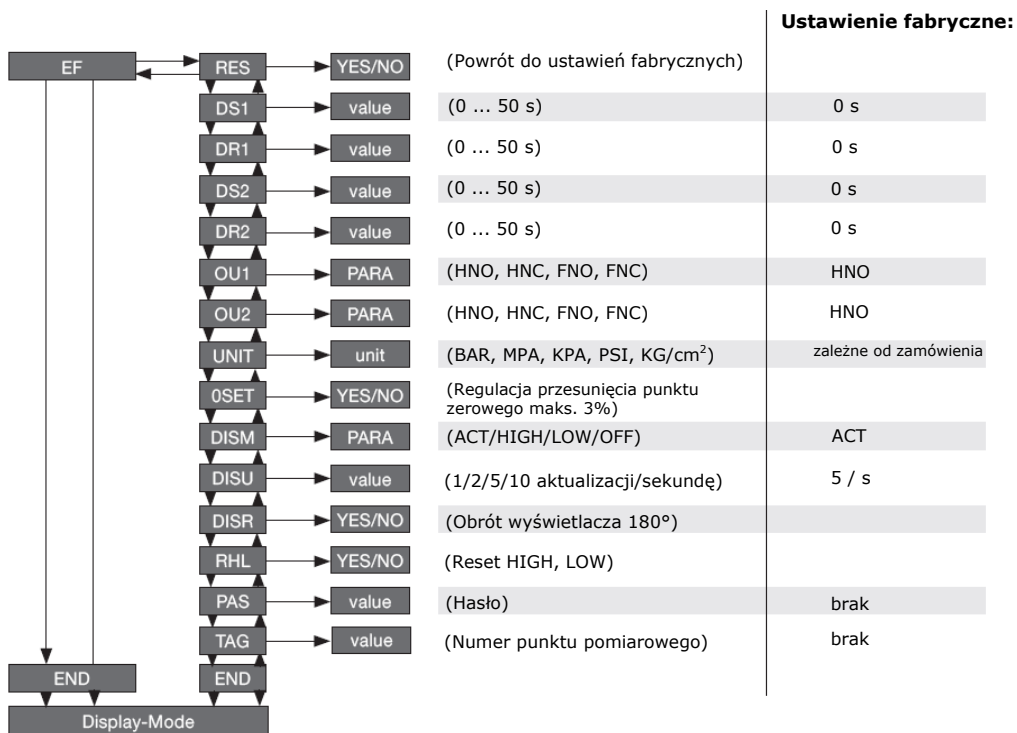 Ustawienie fabryczne:
EF RES YES/NO (Powrót do ustawień fabrycznych)
DS1 value (0 ... 50 s) 0 s
DR1 value (0 ... 50 s) 0 s
DS2 value (0 ... 50 s) 0 s
DR2 value (0 ... 50 s) 0 s
OU1 PARA (HNO, HNC, FNO, FNC) HNO
OU2 PARA (HNO, HNC, FNO, FNC) HNO
UNIT unit (BAR, MPA, KPA, PSI, KG/cm²) zależne od zamówienia
0SET YES/NO (Regulacja przesunięcia punktu
zerowego maks. 3%)
DISM PARA (ACT/HIGH/LOW/OFF) ACT
DISU value (1/2/5/10 aktualizacji/sekundę) 5 / s
DISR YES/NO (Obrót wyświetlacza 180°)
RHL YES/NO (Reset HIGH, LOW)
PAS value (Hasło) brak
TAG value (Numer punktu pomiarowego) brak
END END
Display-Mode